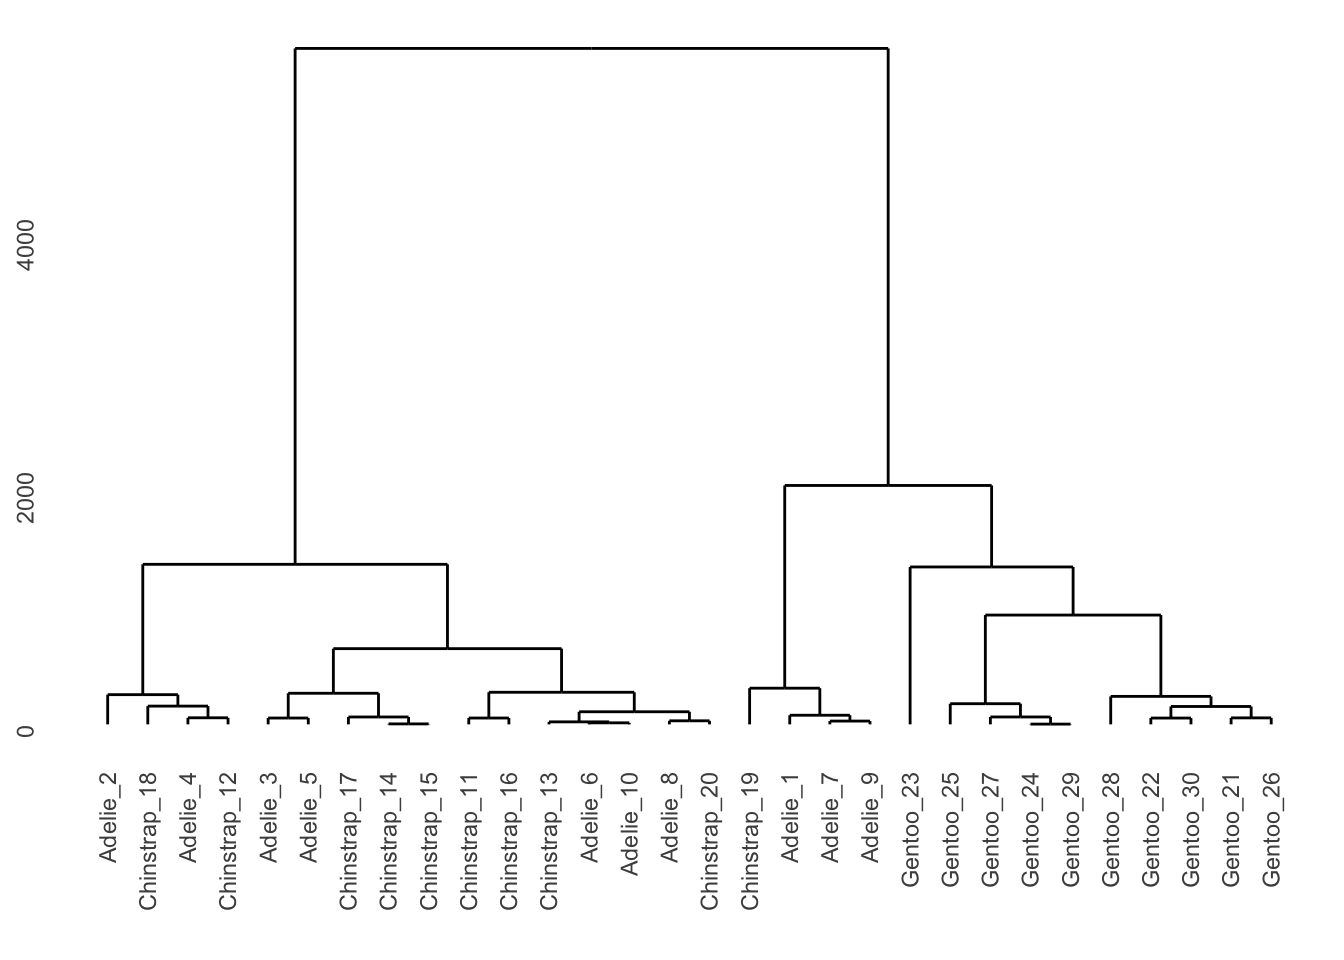 4000
2000
0
Adelie_2
Chinstrap_18
Adelie_4
Chinstrap_12
Adelie_3
Adelie_5
Chinstrap_17
Chinstrap_14
Chinstrap_15
Chinstrap_11
Chinstrap_16
Chinstrap_13
Adelie_6
Adelie_10
Adelie_8
Chinstrap_20
Chinstrap_19
Adelie_1
Adelie_7
Adelie_9
Gentoo_23
Gentoo_25
Gentoo_27
Gentoo_24
Gentoo_29
Gentoo_28
Gentoo_22
Gentoo_30
Gentoo_21
Gentoo_26